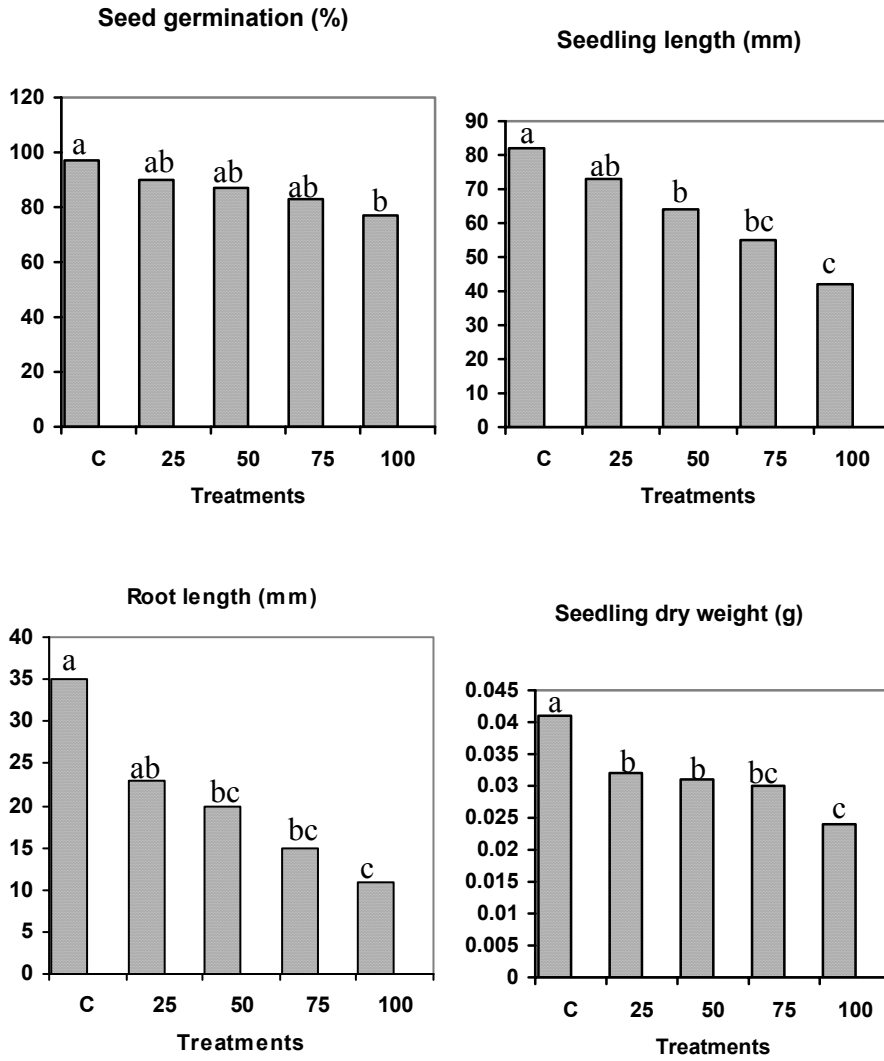 Seed germination (%)
120
100
80
60
40
20
0
a
ab
ab
ab
b
C 25 50 75 100
Treatments
Seedling length (mm)
90
80
70
60
50
40
30
20
10
0
a
ab
b
bc
c
C 25 50 75 100
Treatments
Root length (mm)
40
35
30
25
20
15
10
5
0
a
ab
bc
bc
c
C 25 50 75 100
Treatments
Seedling dry weight (g)
0.045
0.04
0.035
0.03
0.025
0.02
0.015
0.01
0.005
0
a
b
b
bc
c
C 25 50 75 100
Treatments